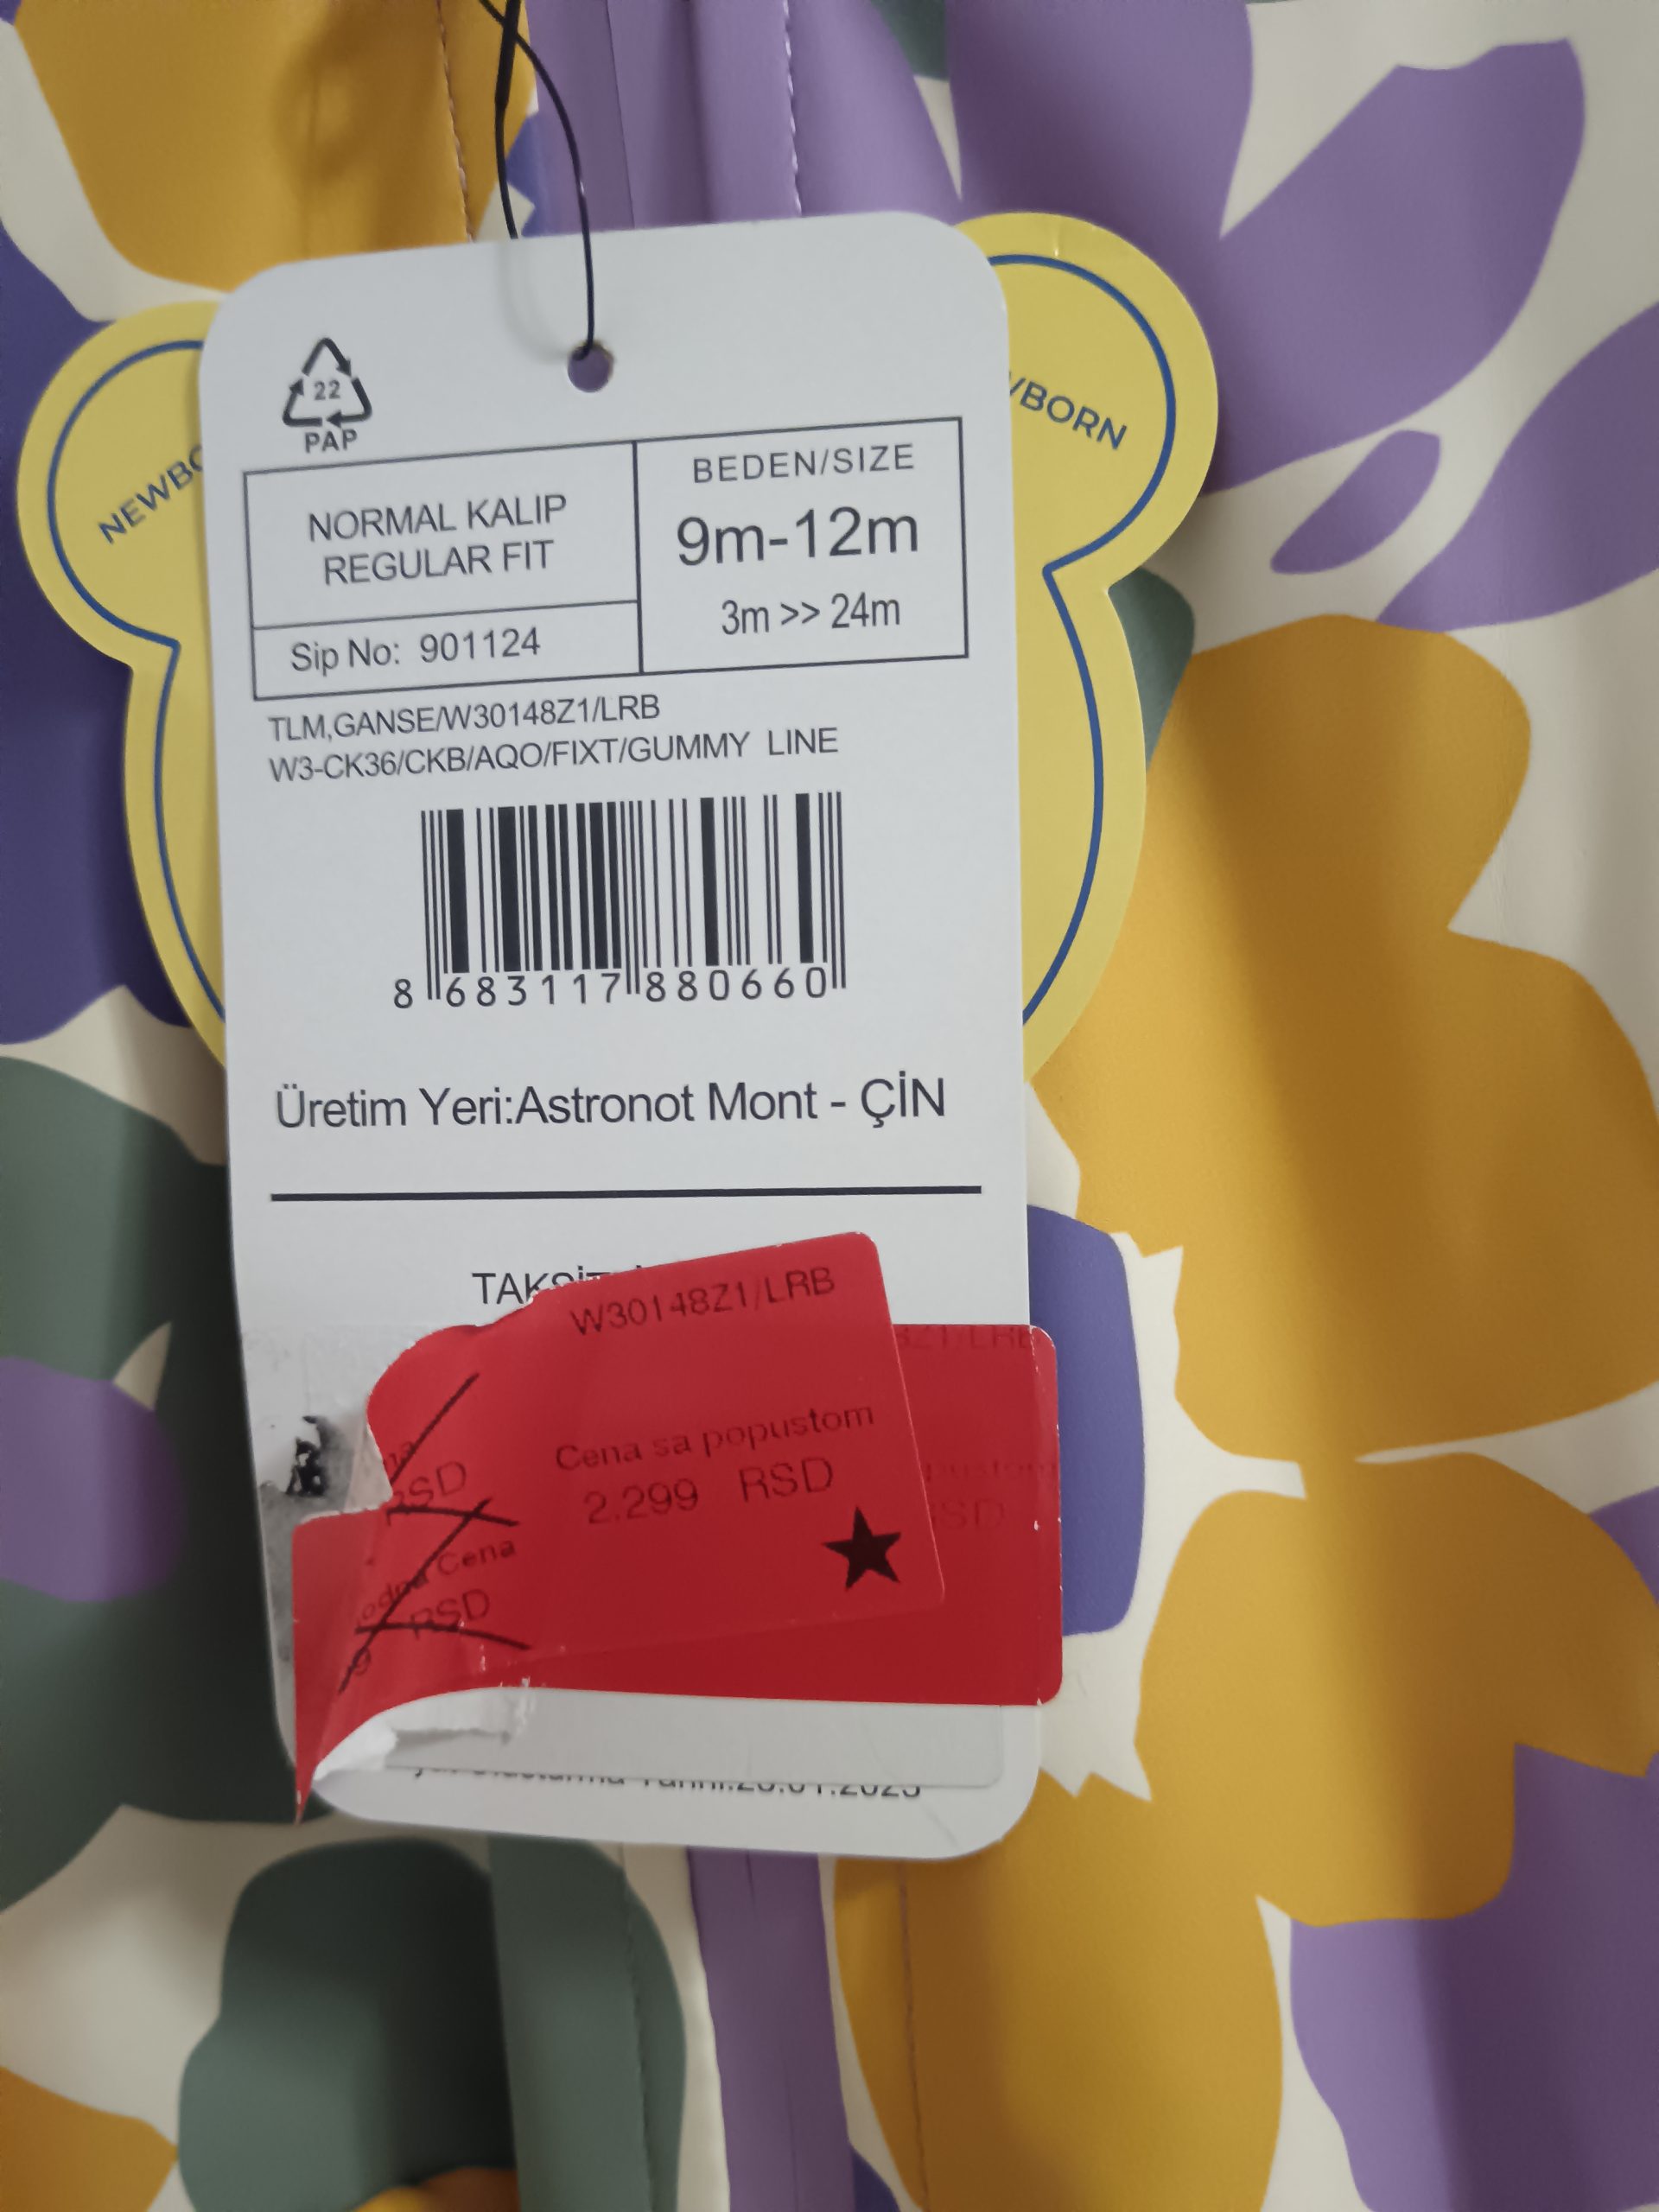 22
PAP
NORMAL KALIP
REGULAR FIT
Sip No: 901124
BEDEN/SIZE
9m-12m
3m >> 24m
TLM,GANSE/W30148Z1/LRB
W3-CK36/CKB/AQO/FIXT/GUMMY LINE
8 683117 880660
Üretim Yeri:Astronot Mont - ÇİN
W30148Z1/LRB
Cena sa popustom
2.299 RSD
RSD
Cena
RSD